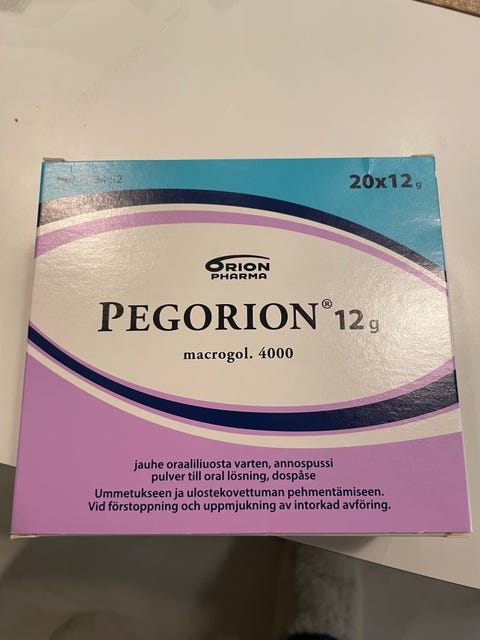 20x12 g
ORION
PHARMA
PEGORION® 12 g
macrogol. 4000
jauhe oraaliliuosta varten, annospussi
pulver till oral lösning, dospåse
Ummetukseen ja ulostekovettuman pehmentämiseen.
Vid förstoppning och uppmjukning av intorkad avföring.